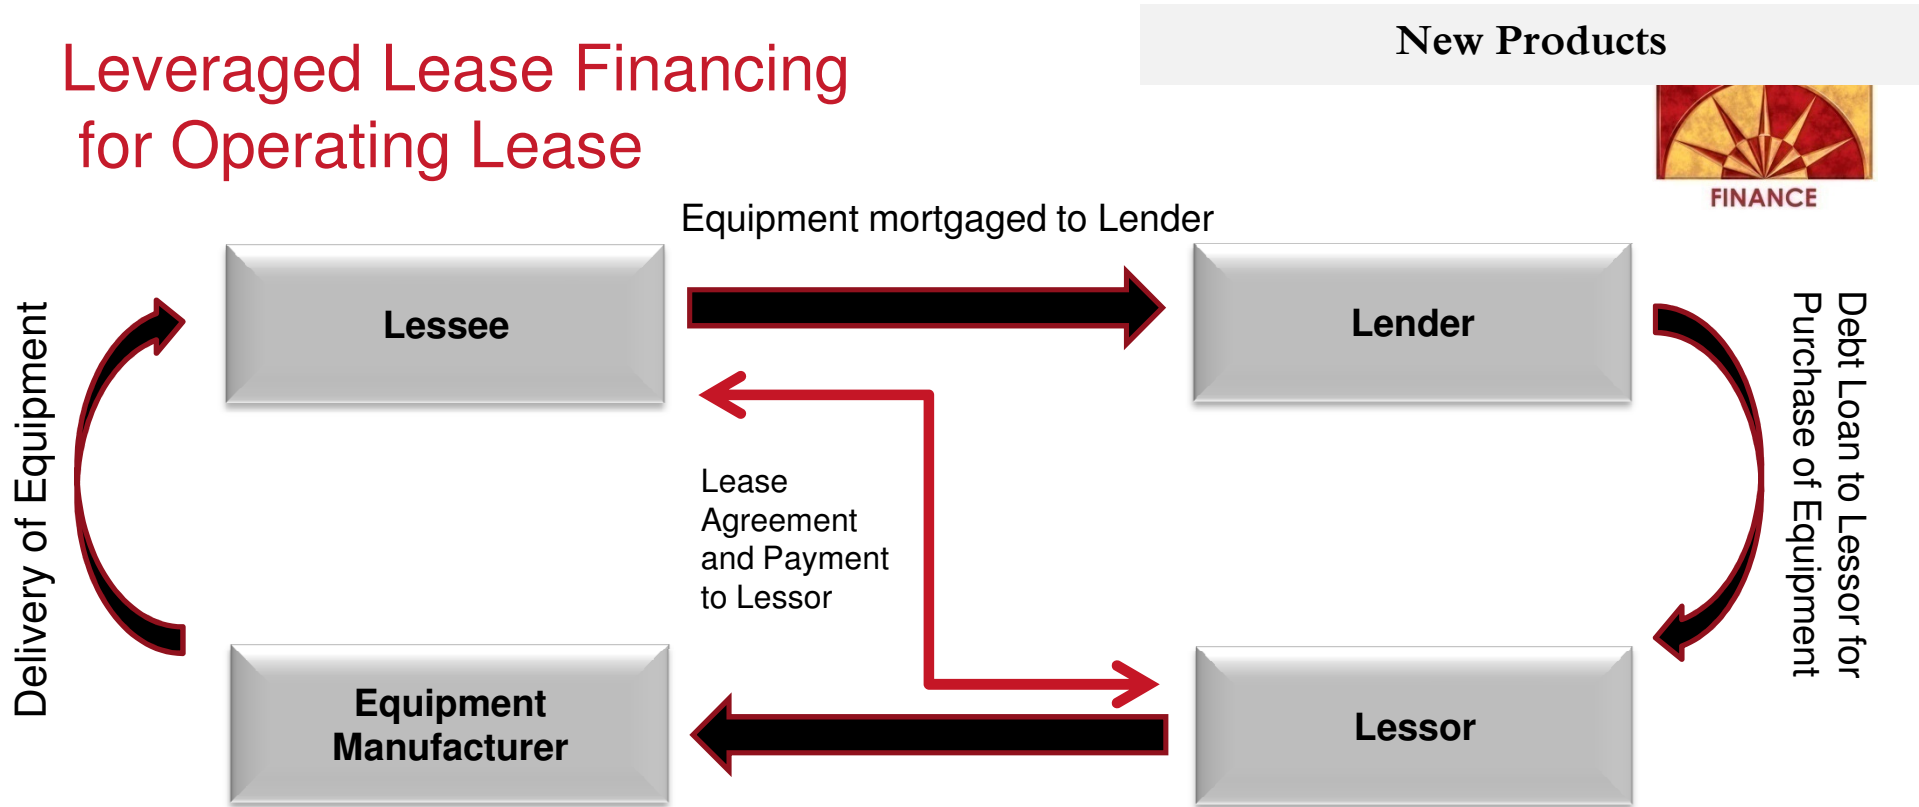 New Products
Leveraged Lease Financing
for Operating Lease
FINANCE
Equipment mortgaged to Lender
Lessee
Lender
Delivery of Equipment
Debt Loan to Lessor for
Purchase of Equipment
Lease
Agreement
and Payment
to Lessor
Equipment
Manufacturer
Lessor